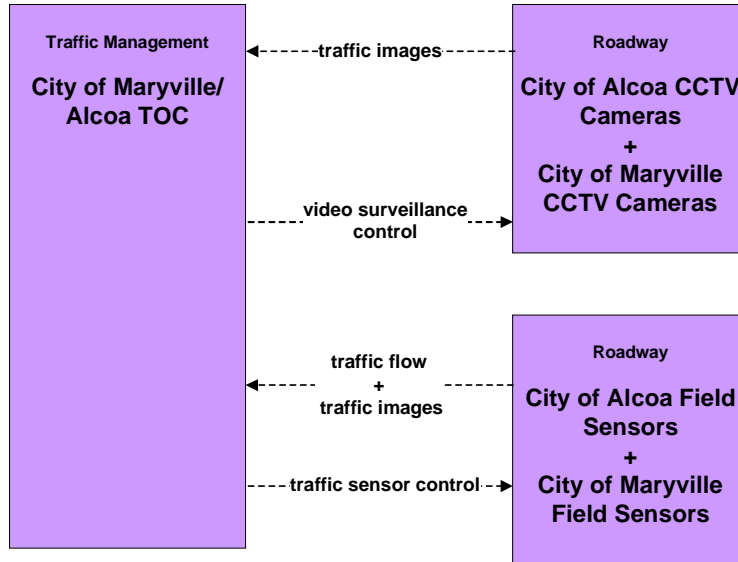 Traffic Management
City of Maryville/
Alcoa TOC
traffic images
Roadway
City of Alcoa CCTV
Cameras
+
City of Maryville
CCTV Cameras
video surveillance
control
traffic flow
+
traffic images
Roadway
City of Alcoa Field
Sensors
+
City of Maryville
Field Sensors
traffic sensor control